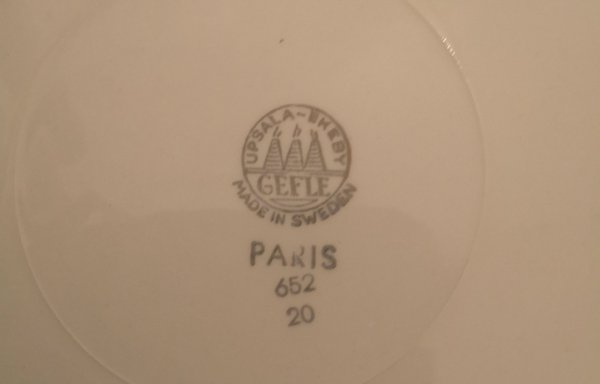 UPSALA-EKEBY
GEFLE
MADE IN SWEDEN
PARIS
652
20